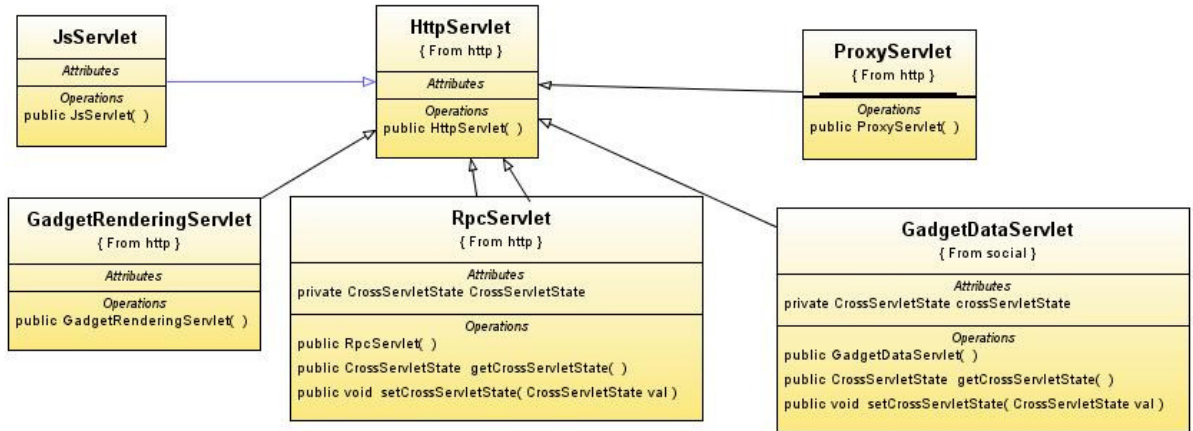 JsServlet
Attributes
Operations
public JsServlet( )
HttpServlet
{ From http }
Attributes
Operations
public HttpServlet( )
ProxyServlet
{ From http }
Operations
public ProxyServlet( )
GadgetRenderingServlet
{ From http }
Attributes
Operations
public GadgetRenderingServlet( )
RpcServlet
{ From http }
Attributes
private CrossServletState CrossServletState
Operations
public RpcServlet( )
public CrossServletState getCrossServletState( )
public void setCrossServletState( CrossServletState val )
GadgetDataServlet
{ From social }
Attributes
private CrossServletState crossServletState
Operations
public GadgetDataServlet( )
public CrossServletState getCrossServletState( )
public void setCrossServletState( CrossServletState val )